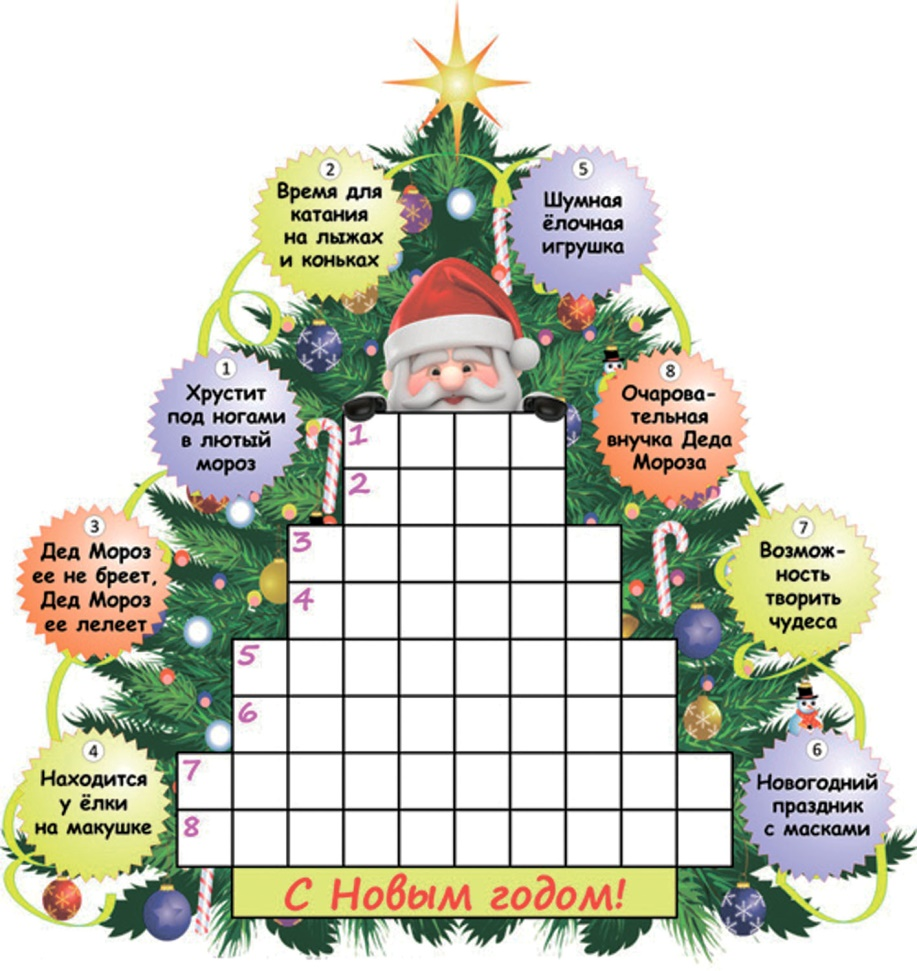 2
Время для
катания
на лыжах
и коньках
5
Шумная
ёлочная
игрушка
1
Хрустит
под ногами
в лютый
мороз
8
Очарова-
тельная
внучка Деда
Мороза
3
Дед Мороз
ее не бреет,
Дед Мороз
ее лелеет
7
Возмож-
ность
творить
чудеса
4
Находится
у ёлки
на макушке
6
Новогодний
праздник
с масками
1
2
3
4
5
6
7
8
С Новым годом!